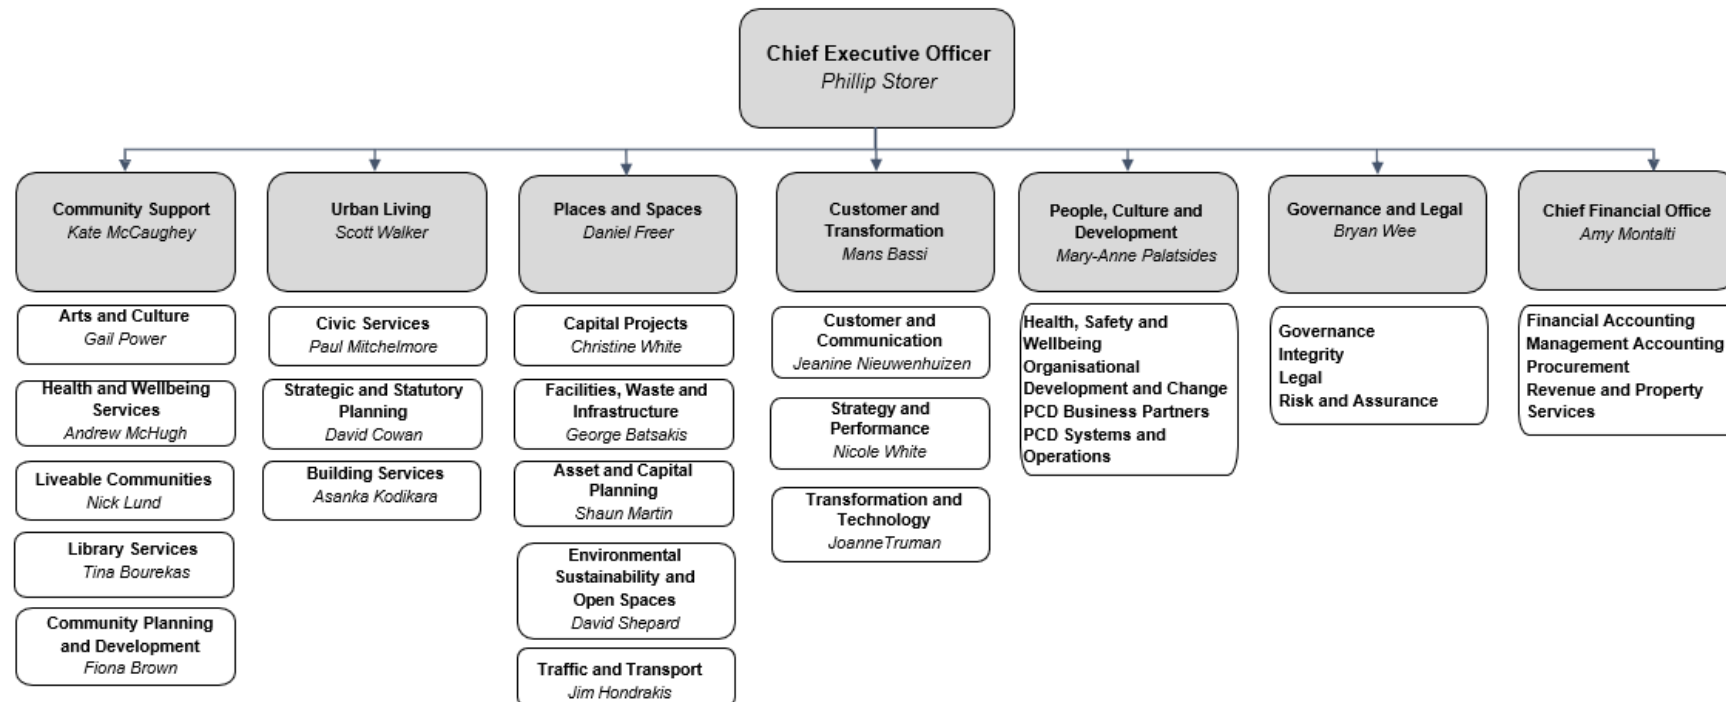 Chief Executive Officer
Phillip Storer
Community Support
Kate McCaughey
Arts and Culture
Gail Power
Health and Wellbeing
Services
Andrew McHugh
Liveable Communities
Nick Lund
Library Services
Tina Bourekas
Community Planning
and Development
Fiona Brown
Urban Living
Scott Walker
Civic Services
Paul Mitchelmore
Strategic and Statutory
Planning
David Cowan
Building Services
Asanka Kodikara
Places and Spaces
Daniel Freer
Capital Projects
Christine White
Facilities, Waste and
Infrastructure
George Batsakis
Asset and Capital
Planning
Shaun Martin
Environmental
Sustainability and
Open Spaces
David Shepard
Traffic and Transport
Jim Hondrakis
Customer and
Transformation
Mans Bassi
Customer and
Communication
Jeanine Nieuwenhuizen
Strategy and
Performance
Nicole White
Transformation and
Technology
JoanneTruman
People, Culture and
Development
Mary-Anne Palatsides
Health, Safety and
Wellbeing
Organisational
Development and Change
PCD Business Partners
PCD Systems and
Operations
Governance and Legal
Bryan Wee
Governance
Integrity
Legal
Risk and Assurance
Chief Financial Office
Amy Montalti
Financial Accounting
Management Accounting
Procurement
Revenue and Property
Services